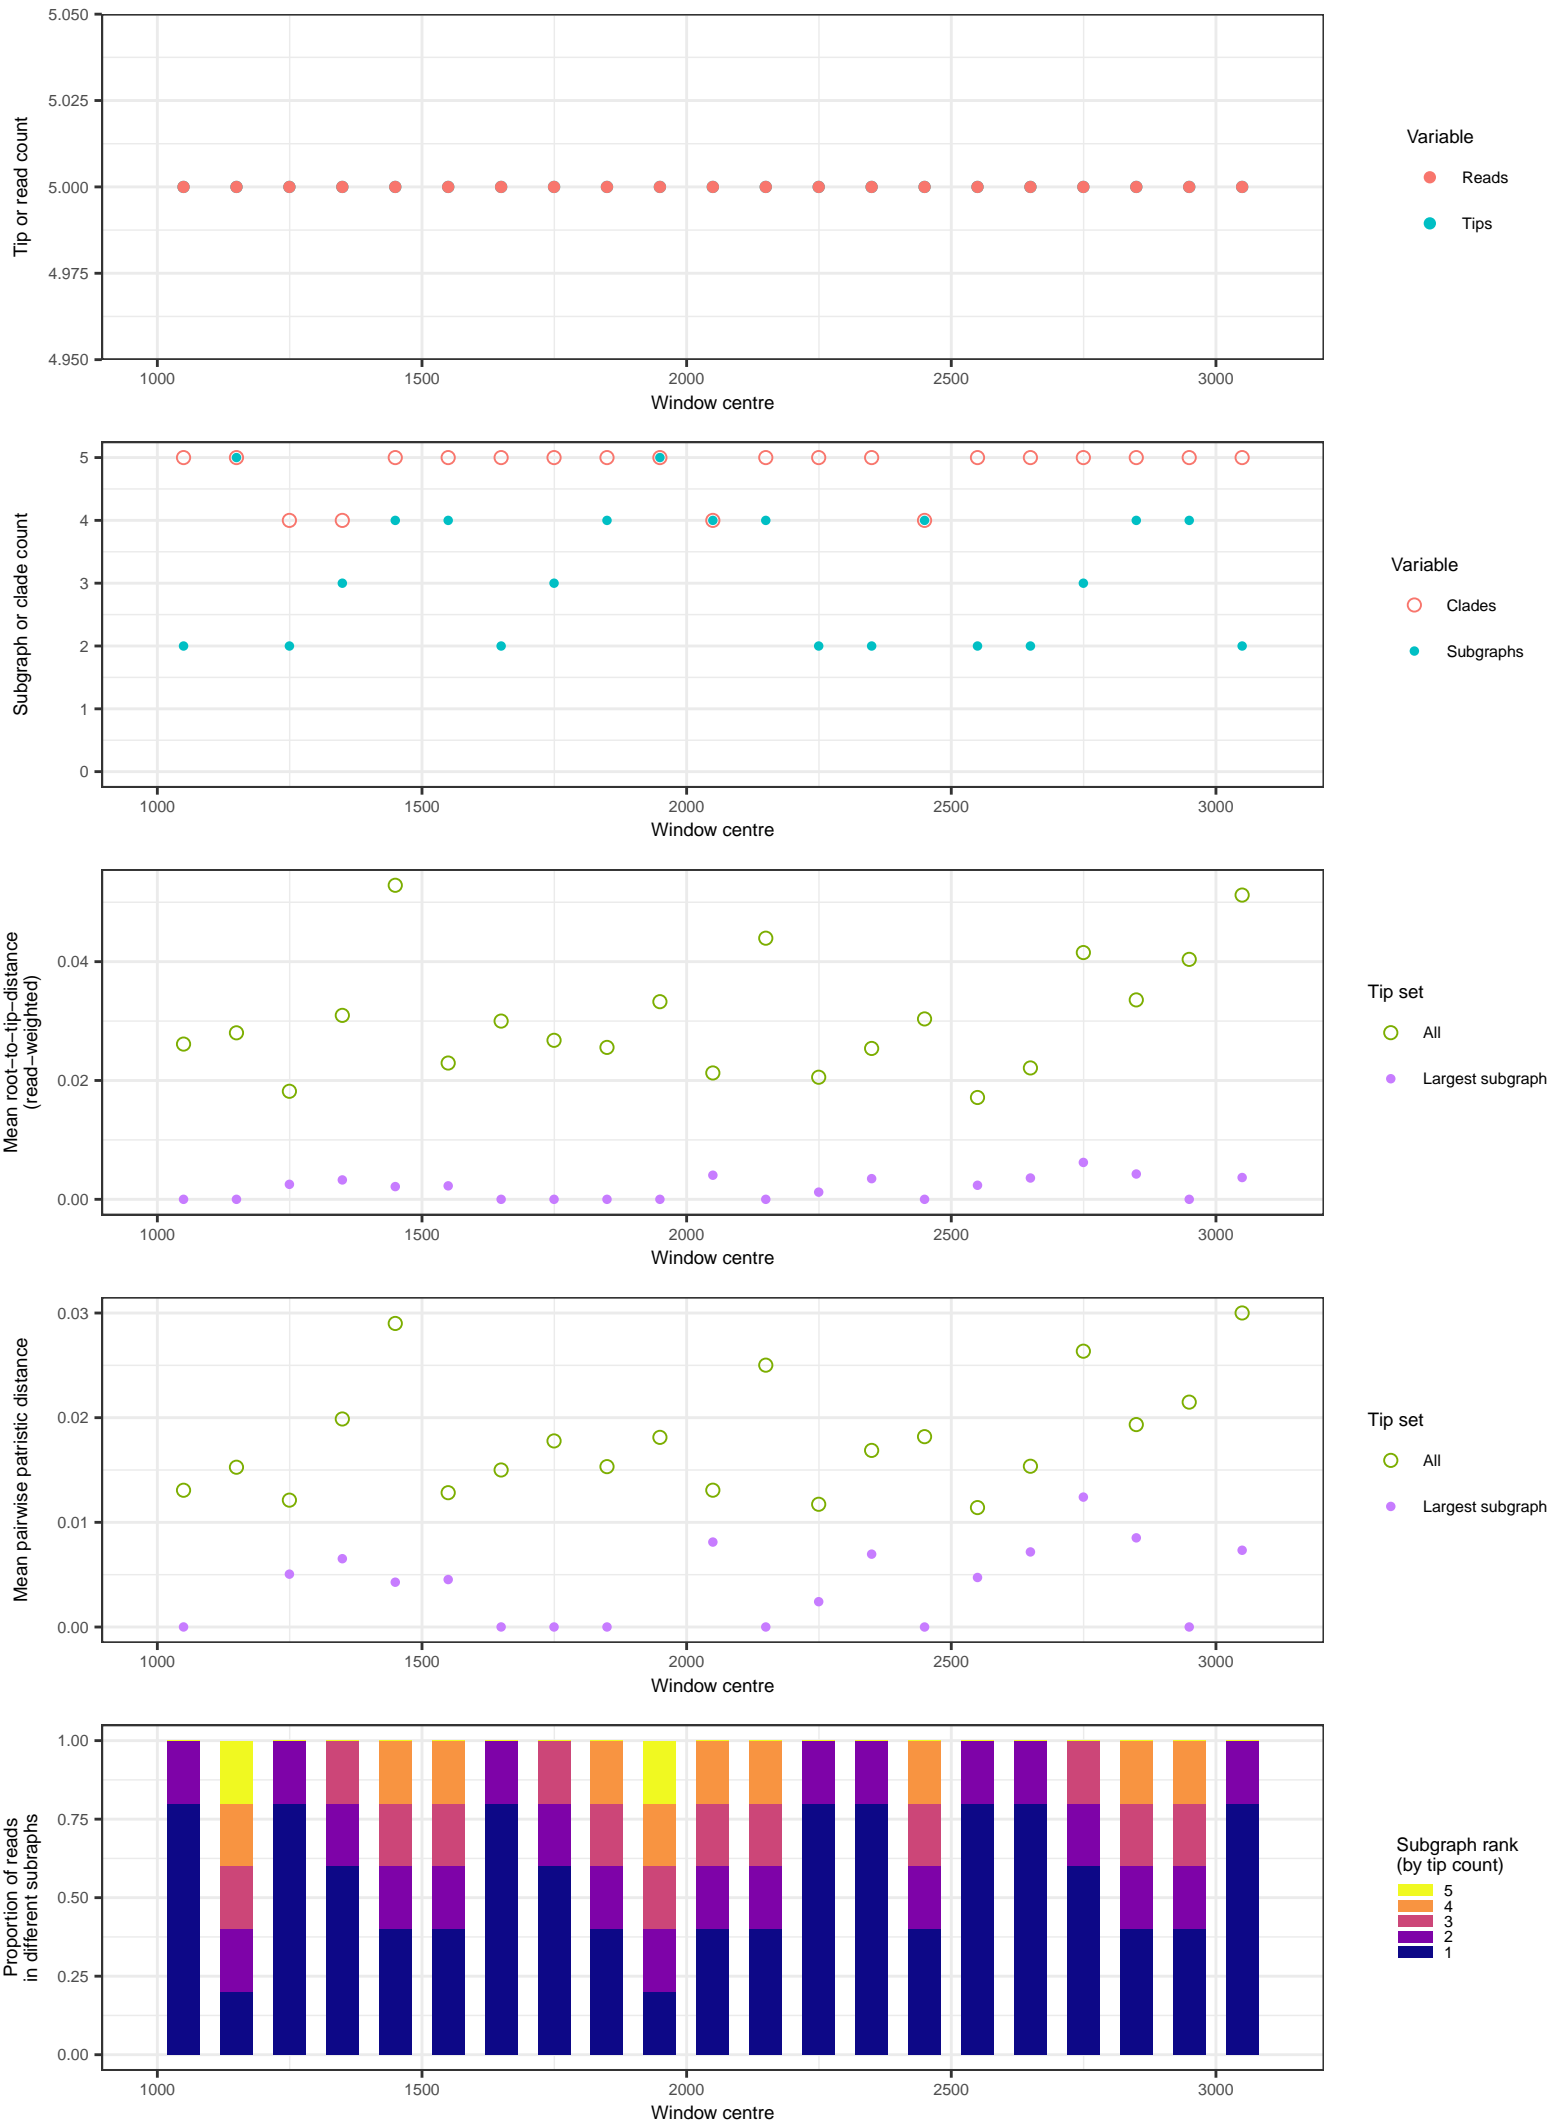 5.050
5.025
5.000
4.975
4.950
Tip or read count
1000 1500 2000 2500 3000
Window centre
Variable
Reads
Tips
5
4
3
2
1
0
Subgraph or clade count
1000 1500 2000 2500 3000
Window centre
Variable
Clades
Subgraphs
0.04
0.02
0.00
Mean root−to−tip−distance
(read−weighted)
1000 1500 2000 2500 3000
Window centre
Tip set
All
Largest subgraph
0.03
0.02
0.01
0.00
Mean pairwise patristic distance
1000 1500 2000 2500 3000
Window centre
Tip set
All
Largest subgraph
1.00
0.75
0.50
0.25
0.00
Proportion of reads
in different subraphs
1000 1500 2000 2500 3000
Window centre
Subgraph rank
(by tip count)
5
4
3
2
1